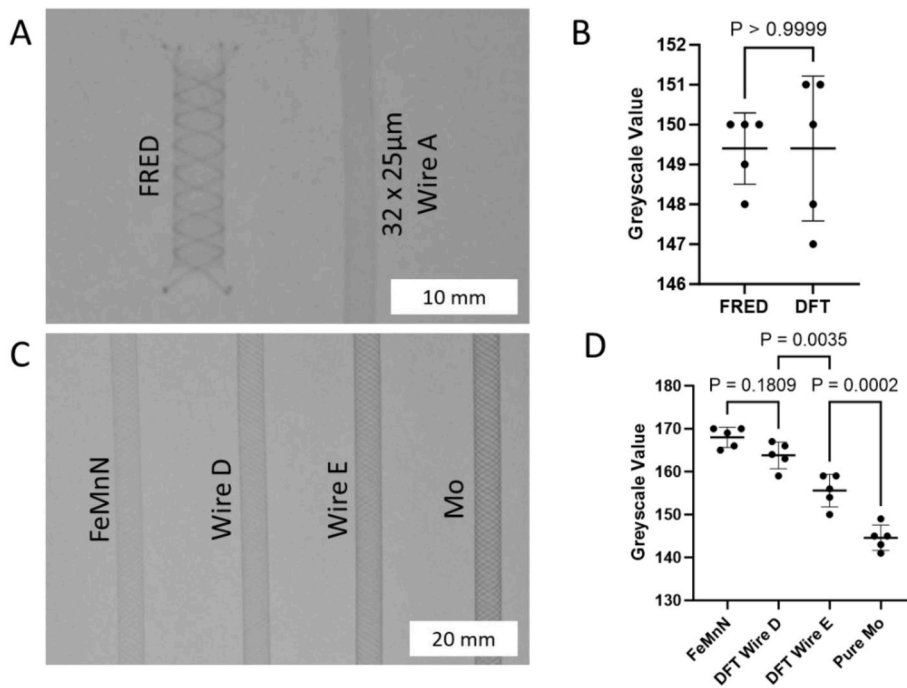 A
FRED
32 x 25µm
Wire A
10 mm
B
P > 0.9999
Greyscale Value
152
151
150
149
148
147
146
FRED
DFT
C
FeMnN
Wire D
Wire E
Mo
20 mm
D
P = 0.0035
P = 0.1809
P = 0.0002
Greyscale Value
180
170
160
150
140
130
FeMnN
DFT Wire D
DFT Wire E
Pure Mo